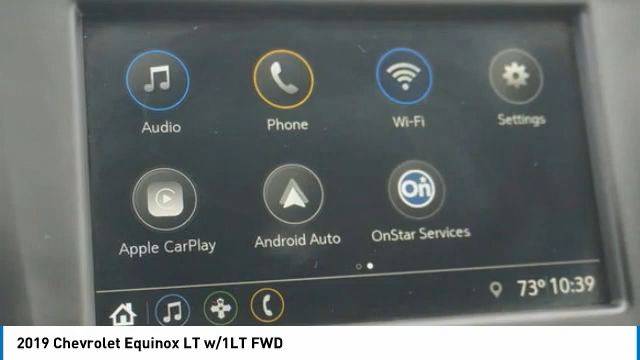 Audio Phone Wi-Fi Settings
On
Apple CarPlay Android Auto OnStar Services
73° 10:39
2019 Chevrolet Equinox LT w/1LT FWD